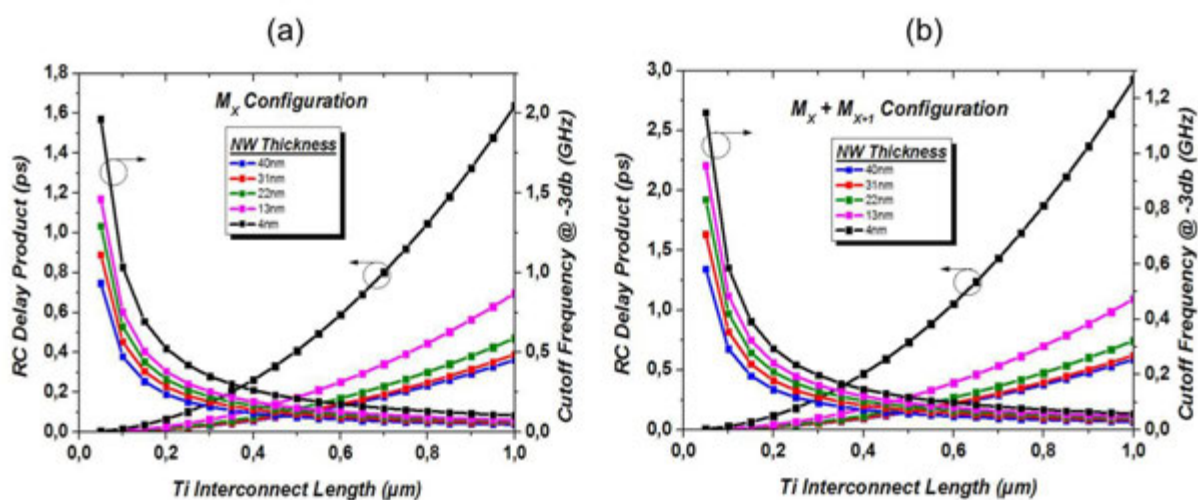 (a)
M_X Configuration
NW Thickness
40nm
31nm
22nm
13nm
4nm
RC Delay Product (ps)
1,8
1,6
1,4
1,2
1,0
0,8
0,6
0,4
0,2
0,0
Cutoff Frequency @ -3db (GHz)
2,0
1,5
1,0
0,5
0,0
0,0 0,2 0,4 0,6 0,8 1,0
Ti Interconnect Length (µm)
(b)
M_X + M_X+1 Configuration
NW Thickness
40nm
31nm
22nm
13nm
4nm
RC Delay Product (ps)
3,0
2,5
2,0
1,5
1,0
0,5
0,0
Cutoff Frequency @ -3db (GHz)
1,2
1,0
0,8
0,6
0,4
0,2
0,0
0,0 0,2 0,4 0,6 0,8 1,0
Ti Interconnect Length (µm)